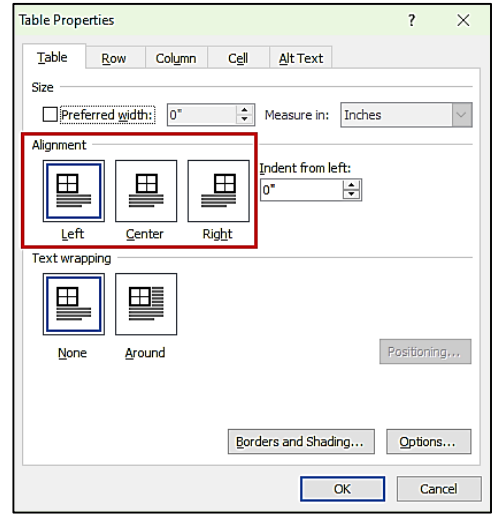 Table Properties ?
Table Row Column Cell Alt Text
Size
Preferred width: 0" Measure in: Inches
Alignment
Indent from left:
0"
Left Center Right
Text wrapping
None Around
Positioning...
Borders and Shading... Options...
OK Cancel